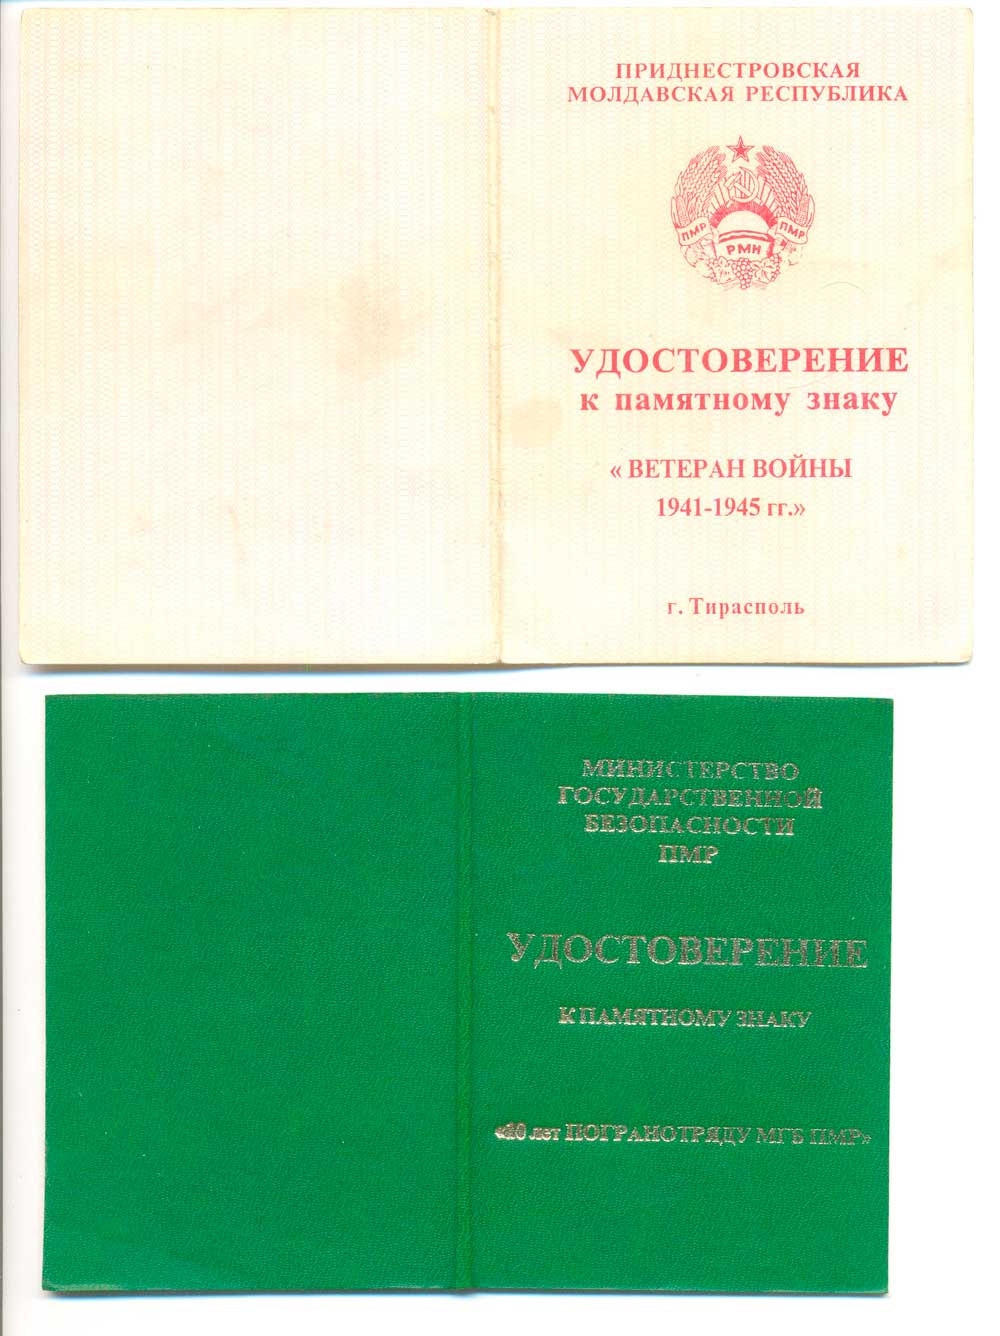 ПРИДНЕСТРОВСКАЯ
МОЛДАВСКАЯ РЕСПУБЛИКА
ПМР
РМН
ПМР
УДОСТОВЕРЕНИЕ
к памятному знаку
« ВЕТЕРАН ВОЙНЫ
1941-1945 гг.»
г. Тирасполь
МИНИСТЕРСТВО
ГОСУДАРСТВЕННОЙ
БЕЗОПАСНОСТИ
ПМР
УДОСТОВЕРЕНИЕ
К ПАМЯТНОМУ ЗНАКУ
«10 лет ПОГРАНОТРЯДУ МГБ ПМР»